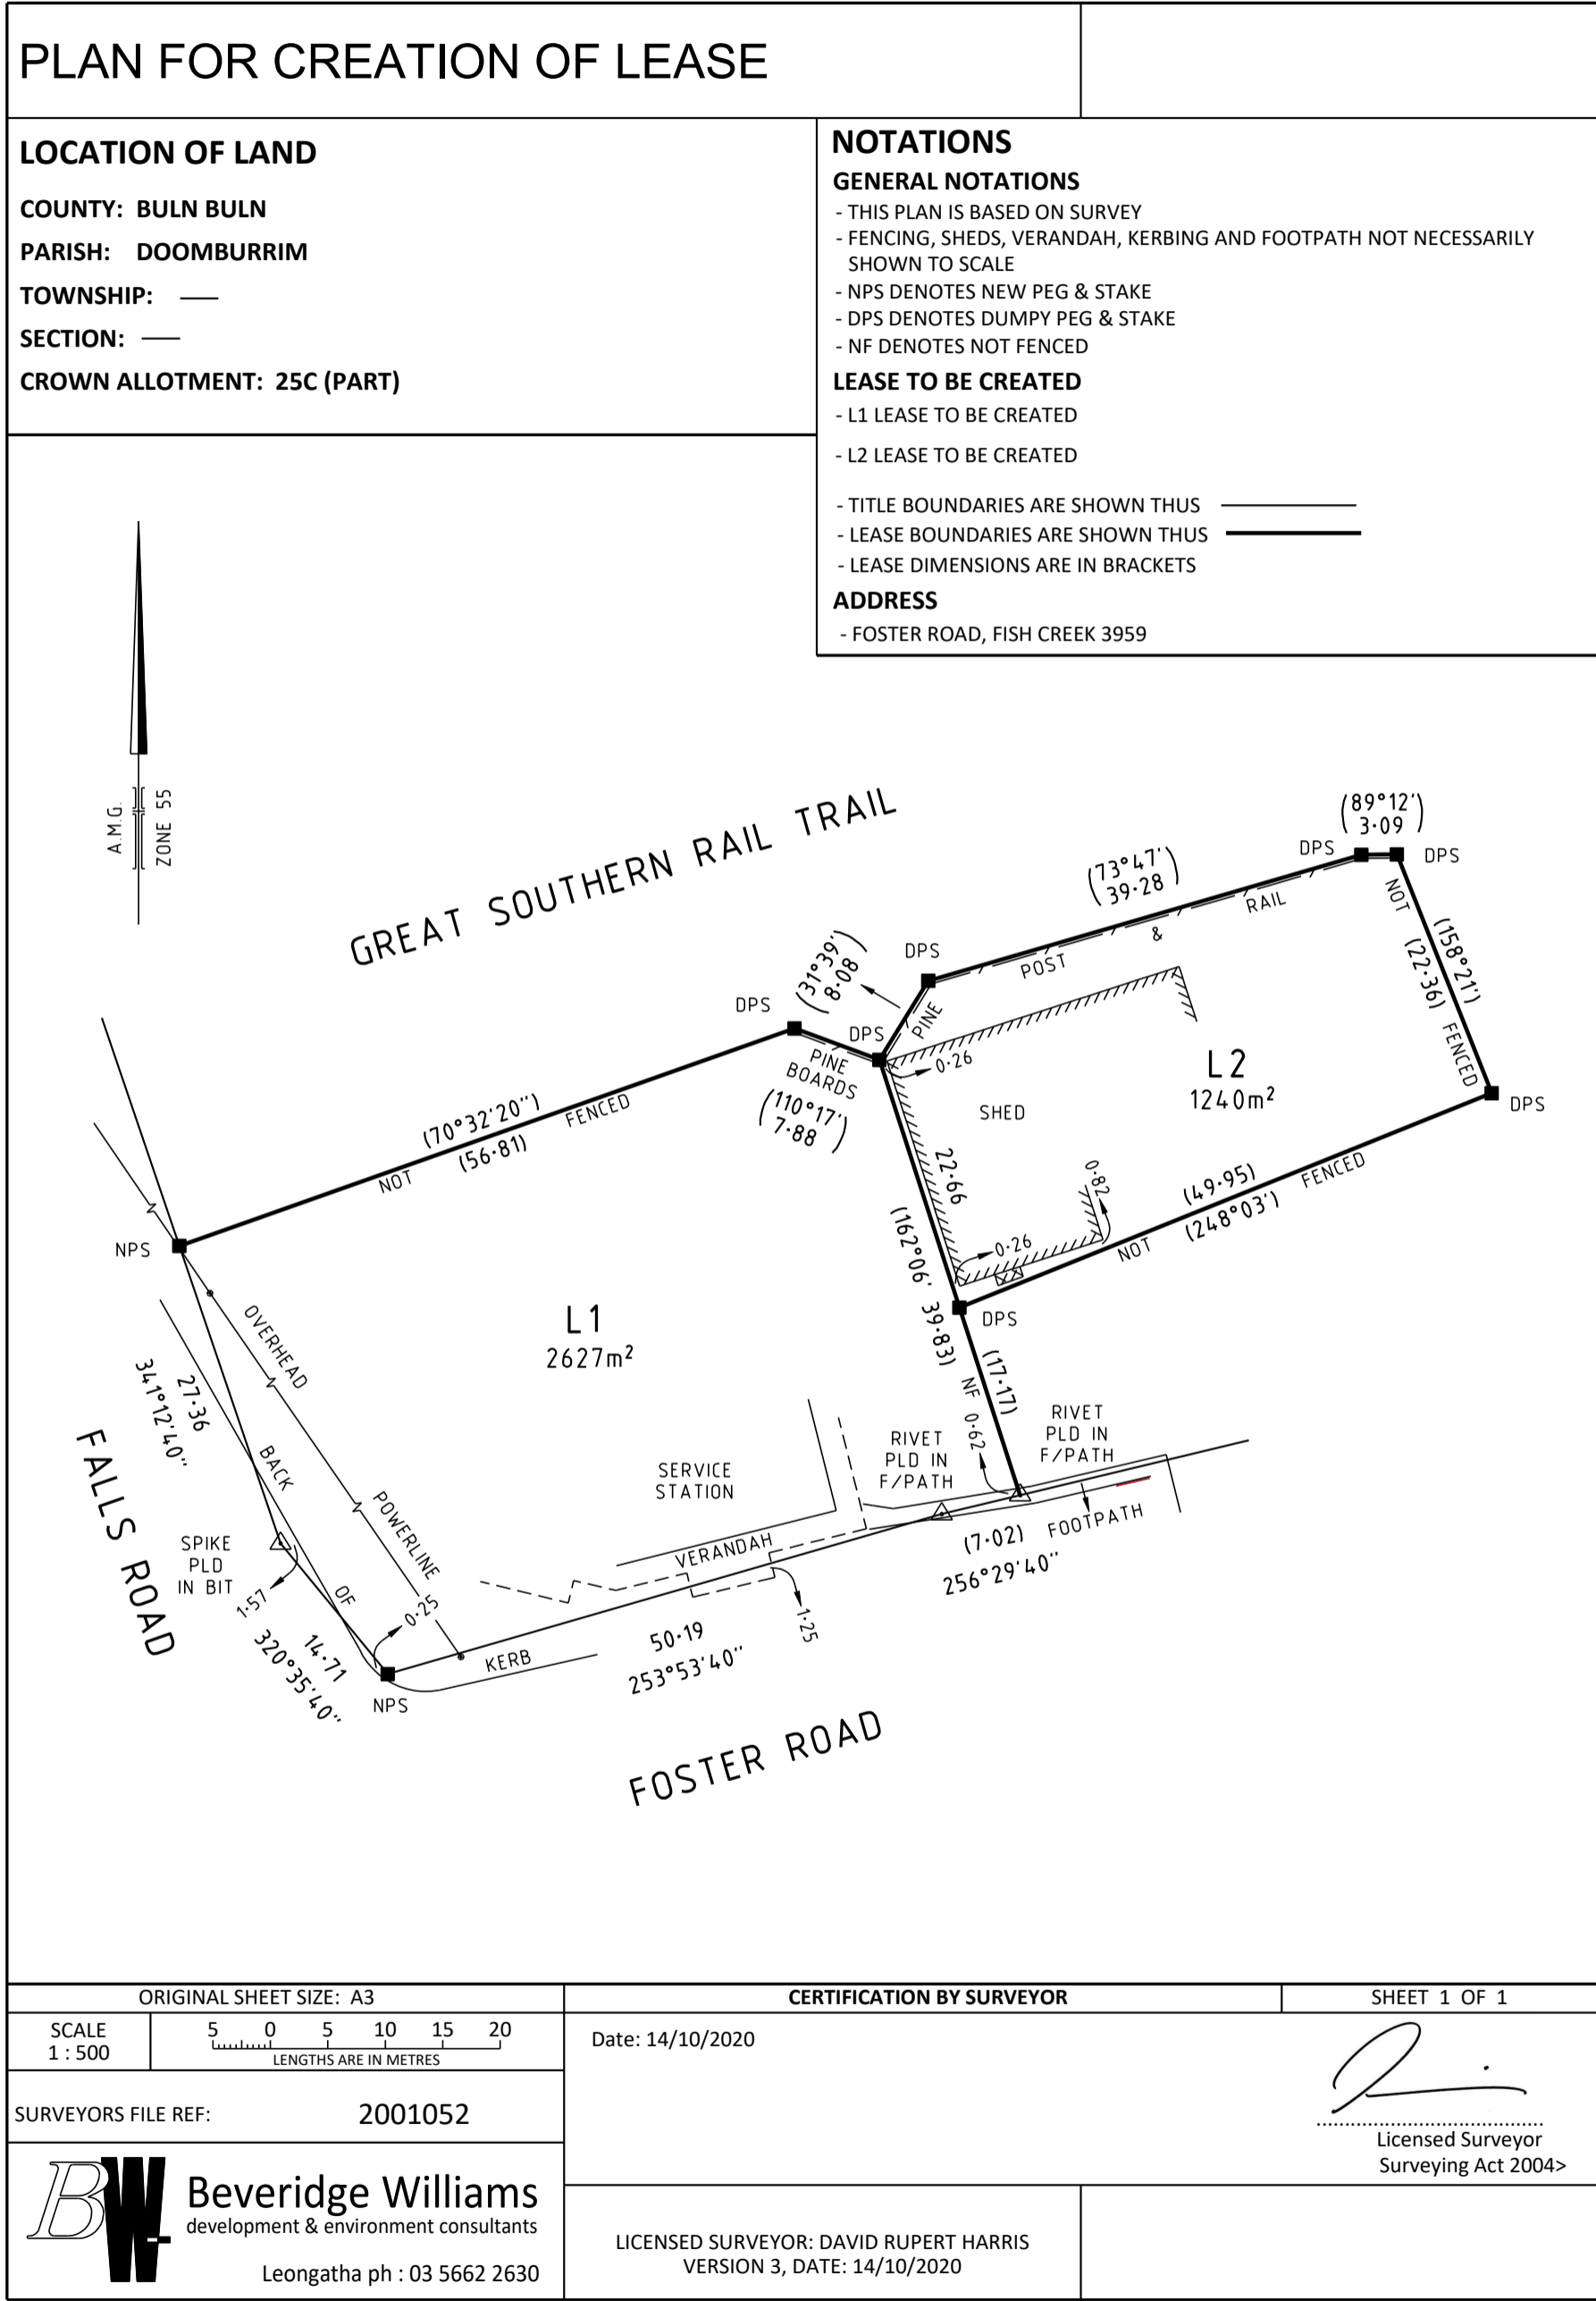 PLAN FOR CREATION OF LEASE
LOCATION OF LAND
COUNTY: BULN BULN
PARISH: DOOMBURRIM
TOWNSHIP: —
SECTION: —
CROWN ALLOTMENT: 25C (PART)
NOTATIONS
GENERAL NOTATIONS
- THIS PLAN IS BASED ON SURVEY
- FENCING, SHEDS, VERANDAH, KERBING AND FOOTPATH NOT NECESSARILY
SHOWN TO SCALE
- NPS DENOTES NEW PEG & STAKE
- DPS DENOTES DUMPY PEG & STAKE
- NF DENOTES NOT FENCED
LEASE TO BE CREATED
- L1 LEASE TO BE CREATED
- L2 LEASE TO BE CREATED
- TITLE BOUNDARIES ARE SHOWN THUS
- LEASE BOUNDARIES ARE SHOWN THUS
- LEASE DIMENSIONS ARE IN BRACKETS
ADDRESS
- FOSTER ROAD, FISH CREEK 3959
A.M.G.
ZONE 55
GREAT SOUTHERN RAIL TRAIL
(89°12')
3·09
DPS
DPS
(73°47')
39·28
POST & RAIL
NOT FENCED
(158°21')
(22·36)
DPS
(31°39')
8·08
PINE
DPS
DPS
PINE
BOARDS
(110°17')
7·88
0·26
L2
1240m²
SHED
DPS
(70°32'20'')
(56·81)
NOT FENCED
22·66
0·82
(49·95)
(248°03')
NOT FENCED
NPS
(162°06' 39·83)
0·26
DPS
L1
2627m²
OVERHEAD POWERLINE
27·36
341°12'40''
(17·17)
NF 0·62
RIVET
PLD IN
F/PATH
RIVET
PLD IN
F/PATH
SERVICE
STATION
BACK OF KERB
FALLS ROAD
SPIKE
PLD
IN BIT
1·57
VERANDAH
(7·02)
256°29'40''
FOOTPATH
0·25
14·71
320°35'40''
NPS
50·19
253°53'40''
1·25
FOSTER ROAD
ORIGINAL SHEET SIZE: A3
SCALE
1 : 500
5 0 5 10 15 20
LENGTHS ARE IN METRES
SURVEYORS FILE REF: 2001052
BW
Beveridge Williams
development & environment consultants
Leongatha ph : 03 5662 2630
CERTIFICATION BY SURVEYOR
Date: 14/10/2020
LICENSED SURVEYOR: DAVID RUPERT HARRIS
VERSION 3, DATE: 14/10/2020
SHEET 1 OF 1
Licensed Surveyor
Surveying Act 2004>